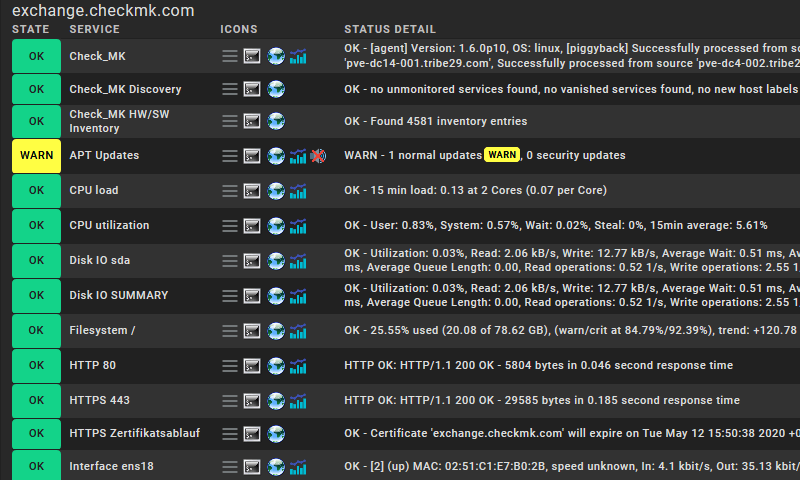 exchange.checkmk.com
STATE SERVICE ICONS STATUS DETAIL
OK Check_MK OK - [agent] Version: 1.6.0p10, OS: linux, [piggyback] Successfully processed from
'pve-dc14-001.tribe29.com', Successfully processed from source 'pve-dc4-002.tribe2
OK Check_MK Discovery OK - no unmonitored services found, no vanished services found, no new host labels
OK Check_MK HW/SW
Inventory OK - Found 4581 inventory entries
WARN APT Updates WARN - 1 normal updates WARN, 0 security updates
OK CPU load OK - 15 min load: 0.13 at 2 Cores (0.07 per Core)
OK CPU utilization OK - User: 0.83%, System: 0.57%, Wait: 0.02%, Steal: 0%, 15min average: 5.61%
OK Disk IO sda OK - Utilization: 0.03%, Read: 2.06 kB/s, Write: 12.77 kB/s, Average Wait: 0.51 ms,
ms, Average Queue Length: 0.00, Read operations: 0.52 1/s, Write operations: 2.55
OK Disk IO SUMMARY OK - Utilization: 0.03%, Read: 2.06 kB/s, Write: 12.77 kB/s, Average Wait: 0.51 ms,
ms, Average Queue Length: 0.00, Read operations: 0.52 1/s, Write operations: 2.55
OK Filesystem / OK - 25.55% used (20.08 of 78.62 GB), (warn/crit at 84.79%/92.39%), trend: +120.78
OK HTTP 80 HTTP OK: HTTP/1.1 200 OK - 5804 bytes in 0.046 second response time
OK HTTPS 443 HTTP OK: HTTP/1.1 200 OK - 29585 bytes in 0.185 second response time
OK HTTPS Zertifikatsablauf OK - Certificate 'exchange.checkmk.com' will expire on Tue May 12 15:50:38 2020
OK Interface ens18 OK - [2] (up) MAC: 02:51:C1:E7:B0:2B, speed unknown, In: 4.1 kbit/s, Out: 35.13 kbit/